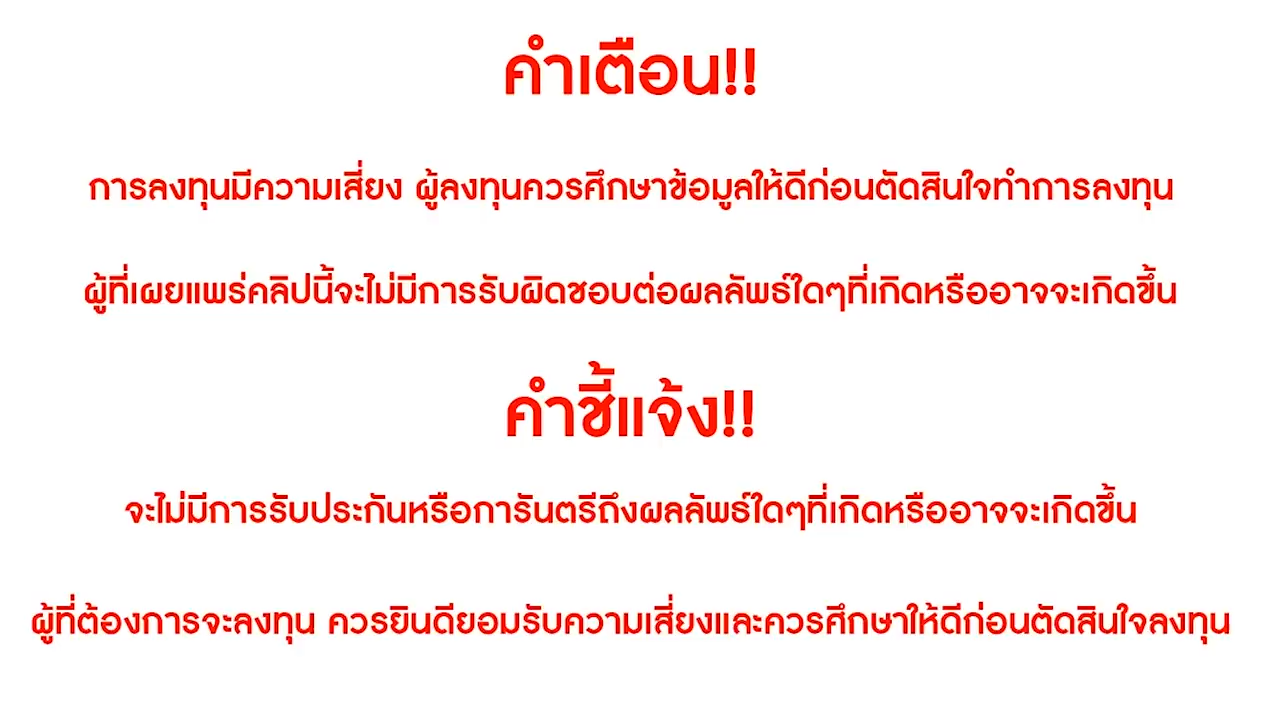 คำเตือน!!
การลงทุนมีความเสี่ยง ผู้ลงทุนควรศึกษาข้อมูลให้ดีก่อนตัดสินใจทำการลงทุน
ผู้ที่เผยแพร่คลิปนี้จะไม่มีการรับผิดชอบต่อผลลัพธ์ใดๆที่เกิดหรืออาจจะเกิดขึ้น
คำชี้แจ้ง!!
จะไม่มีการรับประกันหรือการันตรีถึงผลลัพธ์ใดๆที่เกิดหรืออาจจะเกิดขึ้น
ผู้ที่ต้องการจะลงทุน ควรยินดียอมรับความเสี่ยงและควรศึกษาให้ดีก่อนตัดสินใจลงทุน